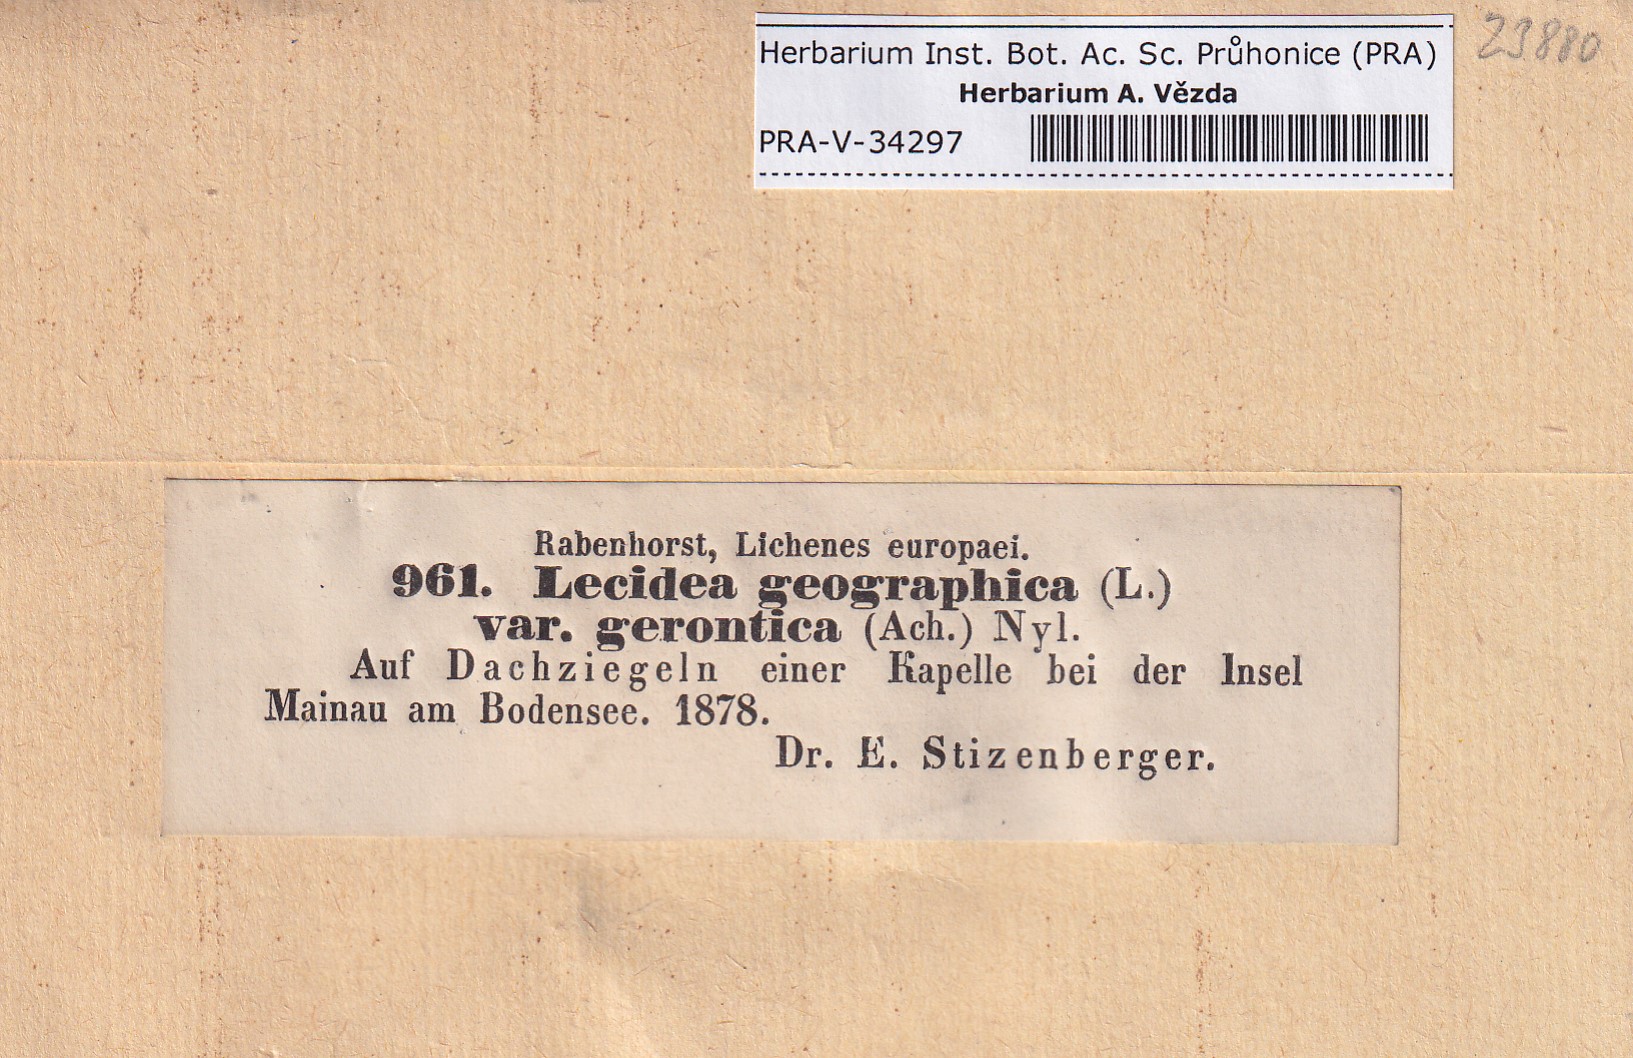 Herbarium Inst. Bot. Ac. Sc. Průhonice (PRA)
23880
Herbarium A. Vězda
PRA-V-34297
Rabenhorst, Lichenes europaei.
961. Lecidea geographica (L.)
var. gerontica (Ach.) Nyl.
Auf Dachziegeln einer Kapelle bei der Insel
Mainau am Bodensee. 1878.
Dr. E. Stizenberger.